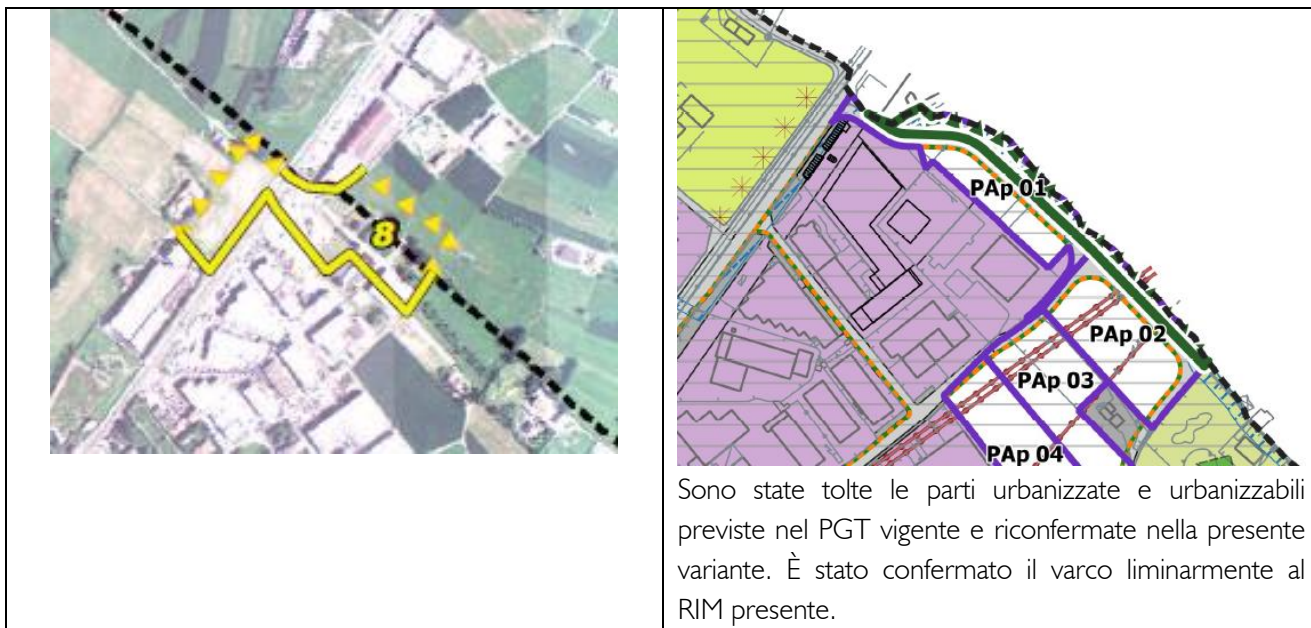 8
PAp 01
PAp 02
PAp 03
PAp 04
Sono state tolte le parti urbanizzate e urbanizzabili
previste nel PGT vigente e riconfermate nella presente
variante. È stato confermato il varco liminarmente al
RIM presente.